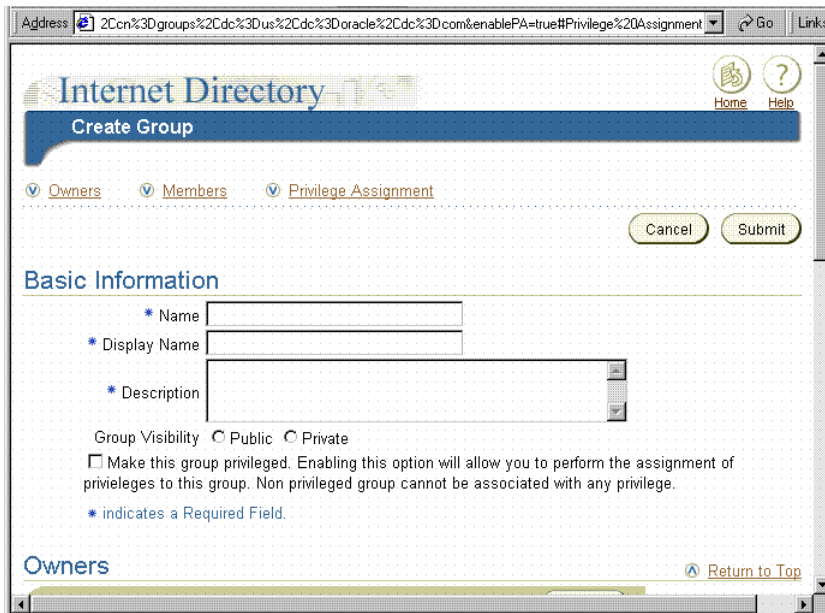 Address 2Ccn%3Dgroups%2Cdc%3Dus%2Cdc%3Doracle%2Cdc%3Dcom&enablePA=true#Privilege%20Assignment Go Links
Internet Directory
Home Help
Create Group
Owners Members Privilege Assignment
Cancel Submit
Basic Information
* Name
* Display Name
* Description
Group Visibility Public Private
Make this group privileged. Enabling this option will allow you to perform the assignment of
privieleges to this group. Non privileged group cannot be associated with any privilege.
* indicates a Required Field.
Owners Return to Top